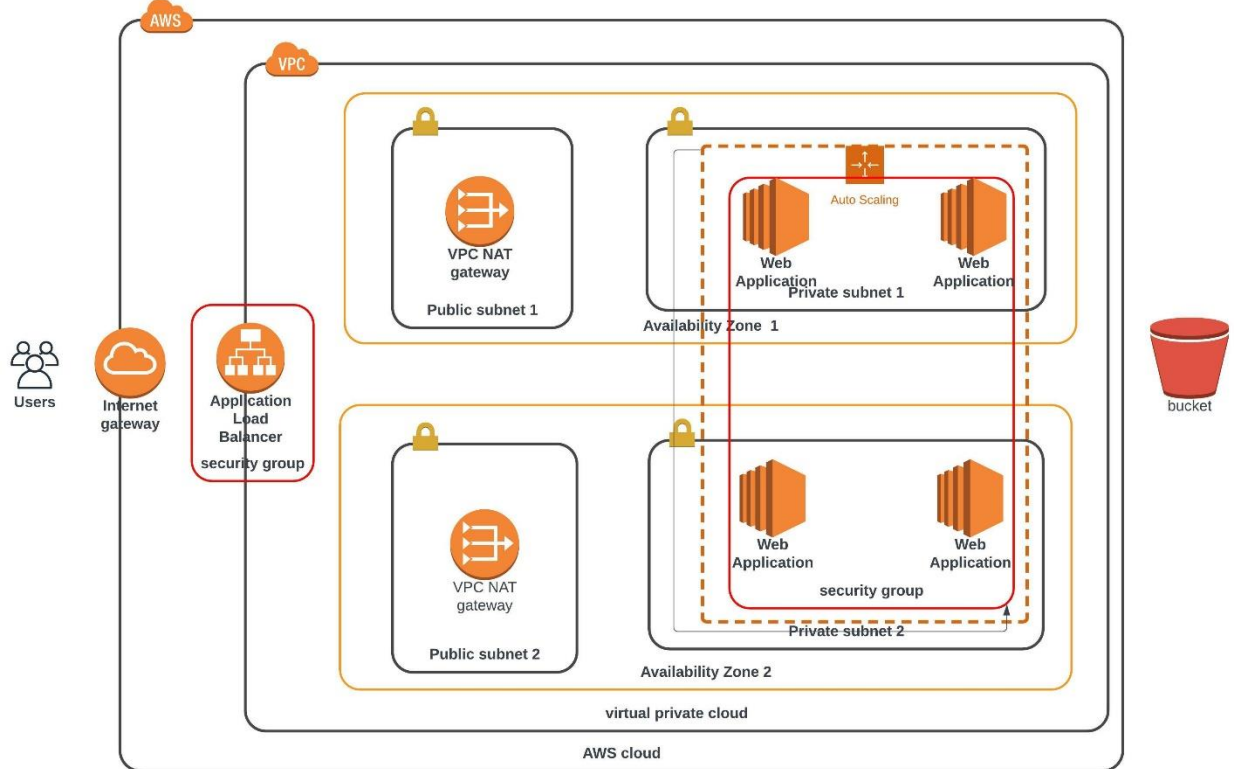 AWS
VPC
Auto Scaling
VPC NAT
gateway
Public subnet 1
Web
Application
Web
Application
Private subnet 1
Availability Zone 1
Users
Internet
gateway
Application
Load
Balancer
security group
bucket
VPC NAT
gateway
Public subnet 2
Web
Application
Web
Application
security group
Private subnet 2
Availability Zone 2
virtual private cloud
AWS cloud